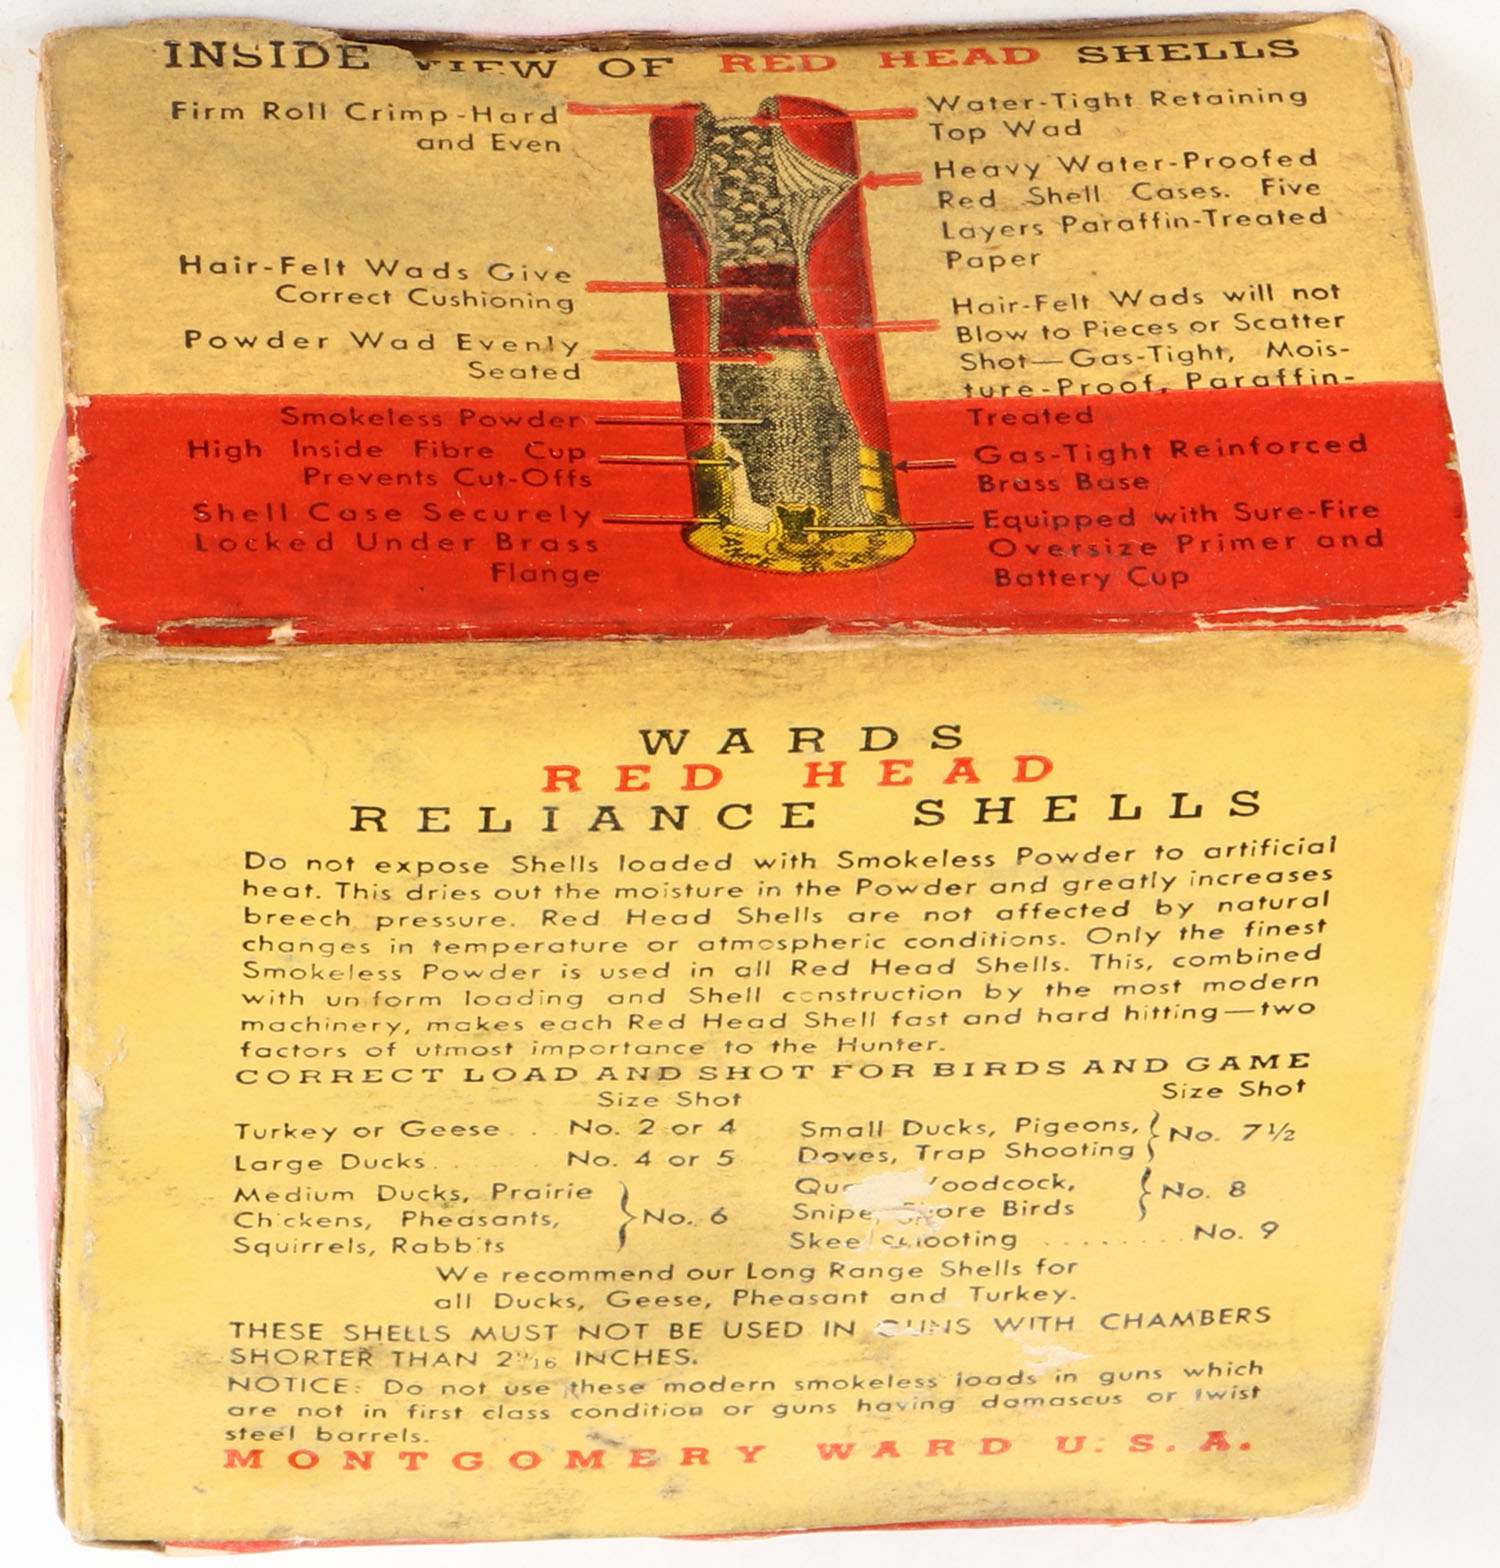 INSIDE VIEW OF RED HEAD SHELLS
Firm Roll Crimp-Hard
and Even
Hair-Felt Wads Give
Correct Cushioning
Powder Wad Evenly
Seated
Smokeless Powder
High Inside Fibre Cup
Prevents Cut-Offs
Shell Case Securely
Locked Under Brass
Flange
Water-Tight Retaining
Top Wad
Heavy Water-Proofed
Red Shell Cases. Five
Layers Paraffin-Treated
Paper
Hair-Felt Wads will not
Blow to Pieces or Scatter
Shot—Gas-Tight, Mois-
ture-Proof, Paraffin-
Treated
Gas-Tight Reinforced
Brass Base
Equipped with Sure-Fire
Oversize Primer and
Battery Cup
WARDS
RED HEAD
RELIANCE SHELLS
Do not expose Shells loaded with Smokeless Powder to artificial
heat. This dries out the moisture in the Powder and greatly increases
breech pressure. Red Head Shells are not affected by natural
changes in temperature or atmospheric conditions. Only the finest
Smokeless Powder is used in all Red Head Shells. This, combined
with uniform loading and Shell construction by the most modern
machinery, makes each Red Head Shell fast and hard hitting—two
factors of utmost importance to the Hunter.
CORRECT LOAD AND SHOT FOR BIRDS AND GAME
Size Shot
Turkey or Geese . . . No. 2 or 4
Large Ducks . . . No. 4 or 5
Medium Ducks, Prairie
Chickens, Pheasants, No. 6
Squirrels, Rabbits
Size Shot
Small Ducks, Pigeons,
Doves, Trap Shooting No. 7½
Woodcock,
Snipe, Shore Birds No. 8
Skeet Shooting . . . . . . . . No. 9
We recommend our Long Range Shells for
all Ducks, Geese, Pheasant and Turkey.
THESE SHELLS MUST NOT BE USED IN GUNS WITH CHAMBERS
SHORTER THAN INCHES.
NOTICE: Do not use these modern smokeless loads in guns which
are not in first class condition or guns having damascus or twist
steel barrels.
MONTGOMERY WARD U.S.A.